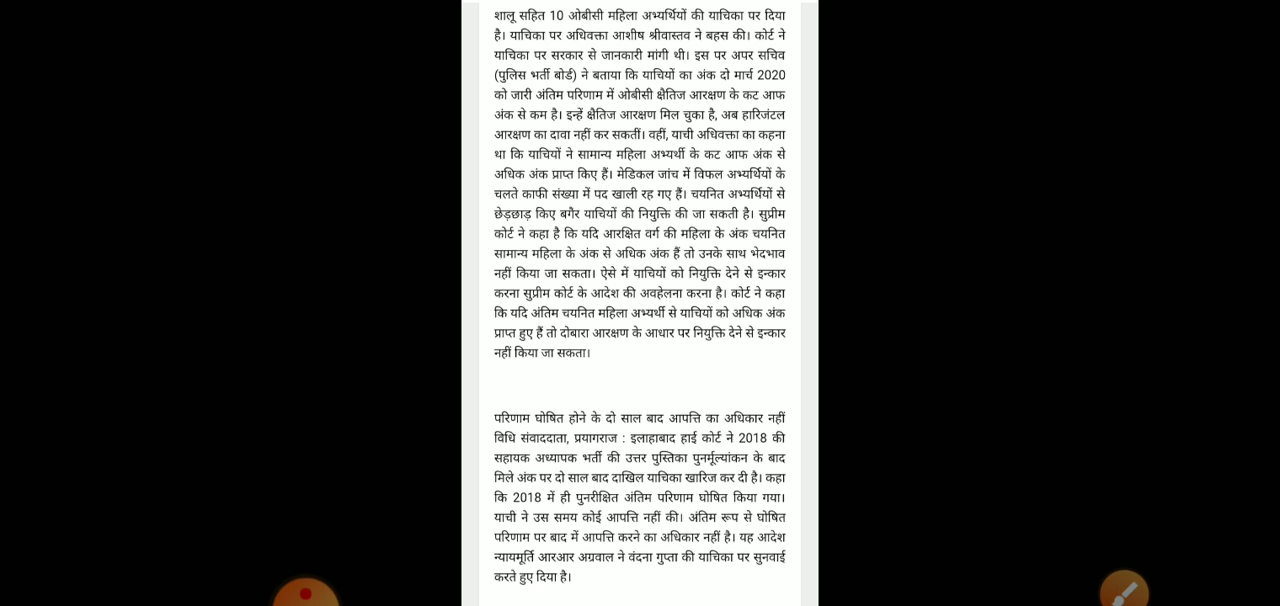 शालू सहित 10 ओबीसी महिला अभ्यर्थियों की याचिका पर दिया
है। याचिका पर अधिवक्ता आशीष श्रीवास्तव ने बहस की। कोर्ट ने
याचिका पर सरकार से जानकारी मांगी थी। इस पर अपर सचिव
(पुलिस भर्ती बोर्ड) ने बताया कि याचियों का अंक दो मार्च 2020
को जारी अंतिम परिणाम में ओबीसी क्षैतिज आरक्षण के कट आफ
अंक से कम है। इन्हें क्षैतिज आरक्षण मिल चुका है, अब हारिजंटल
आरक्षण का दावा नहीं कर सकतीं। वहीं, याची अधिवक्ता का कहना
था कि याचियों ने सामान्य महिला अभ्यर्थी के कट आफ अंक से
अधिक अंक प्राप्त किए हैं। मेडिकल जांच में विफल अभ्यर्थियों के
चलते काफी संख्या में पद खाली रह गए हैं। चयनित अभ्यर्थियों से
छेड़छाड़ किए बगैर याचियों की नियुक्ति की जा सकती है। सुप्रीम
कोर्ट ने कहा है कि यदि आरक्षित वर्ग की महिला के अंक चयनित
सामान्य महिला के अंक से अधिक अंक हैं तो उनके साथ भेदभाव
नहीं किया जा सकता। ऐसे में याचियों को नियुक्ति देने से इन्कार
करना सुप्रीम कोर्ट के आदेश की अवहेलना करना है। कोर्ट ने कहा
कि यदि अंतिम चयनित महिला अभ्यर्थी से याचियों को अधिक अंक
प्राप्त हुए हैं तो दोबारा आरक्षण के आधार पर नियुक्ति देने से इन्कार
नहीं किया जा सकता।
परिणाम घोषित होने के दो साल बाद आपत्ति का अधिकार नहीं
विधि संवाददाता, प्रयागराज : इलाहाबाद हाई कोर्ट ने 2018 की
सहायक अध्यापक भर्ती की उत्तर पुस्तिका पुनर्मूल्यांकन के बाद
मिले अंक पर दो साल बाद दाखिल याचिका खारिज कर दी है। कहा
कि 2018 में ही पुनरीक्षित अंतिम परिणाम घोषित किया गया।
याची ने उस समय कोई आपत्ति नहीं की। अंतिम रूप से घोषित
परिणाम पर बाद में आपत्ति करने का अधिकार नहीं है। यह आदेश
न्यायमूर्ति आरआर अग्रवाल ने वंदना गुप्ता की याचिका पर सुनवाई
करते हुए दिया है।